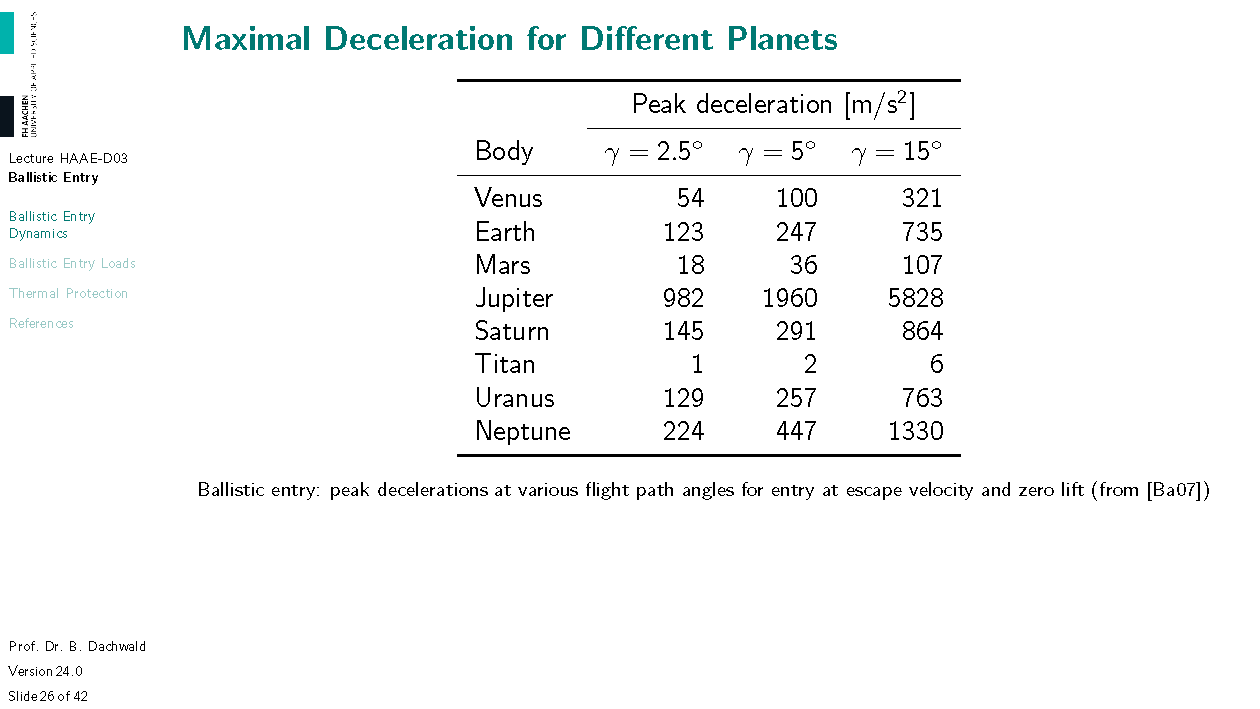 Maximal Deceleration for Different Planets
FH AACHEN
UNIVERSITY OF APPLIED SCIENCES
Lecture HAAE-D03
Ballistic Entry
Ballistic Entry
Dynamics
Ballistic Entry Loads
Thermal Protection
References
Peak deceleration [m/s²]
Body γ = 2.5° γ = 5° γ = 15°
Venus 54 100 321
Earth 123 247 735
Mars 18 36 107
Jupiter 982 1960 5828
Saturn 145 291 864
Titan 1 2 6
Uranus 129 257 763
Neptune 224 447 1330
Ballistic entry: peak decelerations at various flight path angles for entry at escape velocity and zero lift (from [Ba07])
Prof. Dr. B. Dachwald
Version 24.0
Slide 26 of 42